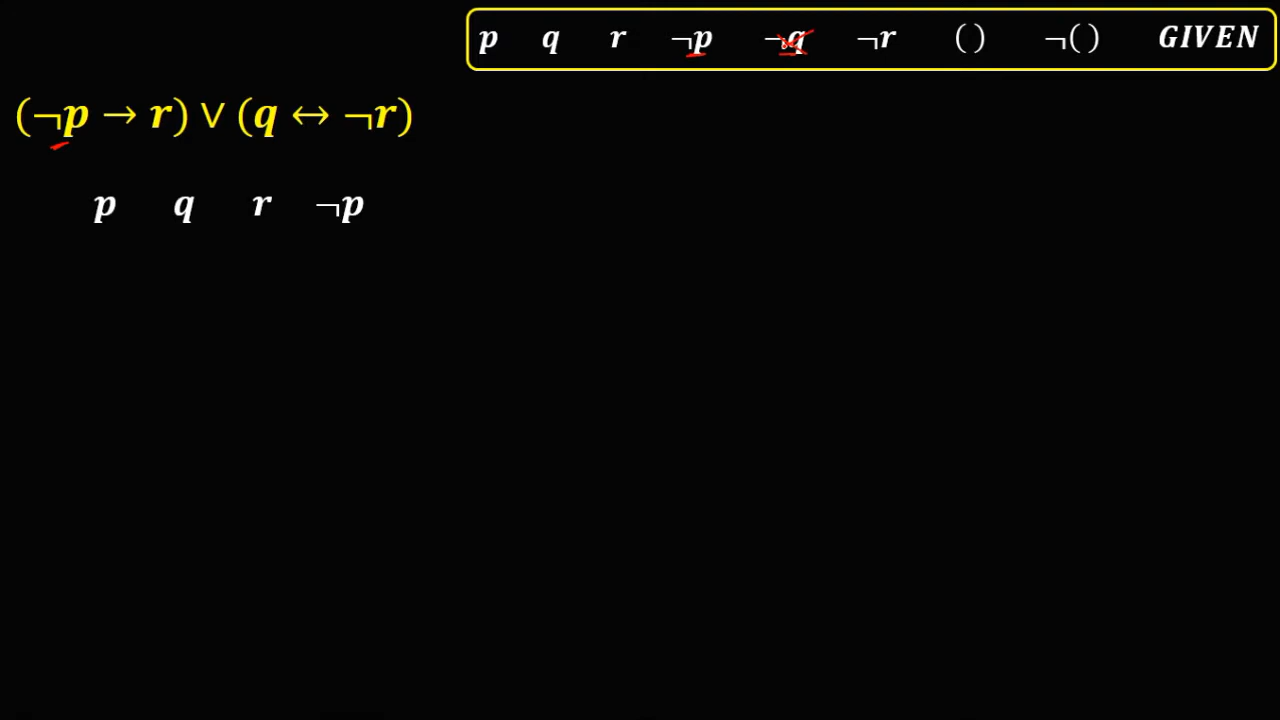 p q r ¬p ¬q ¬r ( ) ¬( ) GIVEN
(¬p → r) ∨ (q ↔ ¬r)
p q r ¬p